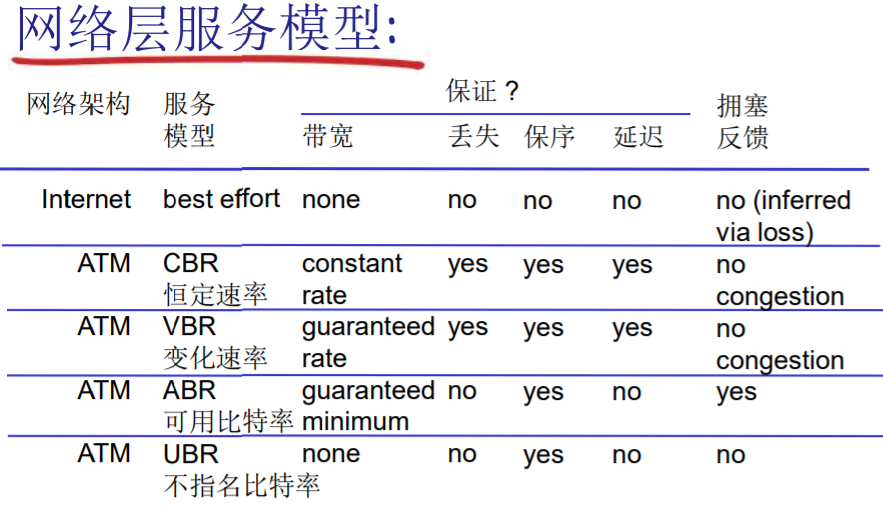 网络层服务模型:
网络架构 服务模型 保证？ 拥塞反馈
带宽 丢失 保序 延迟
Internet best effort none no no no no (inferred via loss)
ATM CBR 恒定速率 constant rate yes yes yes no congestion
ATM VBR 变化速率 guaranteed rate yes yes yes no congestion
ATM ABR 可用比特率 guaranteed minimum no yes no yes
ATM UBR 不指名比特率 none no yes no no